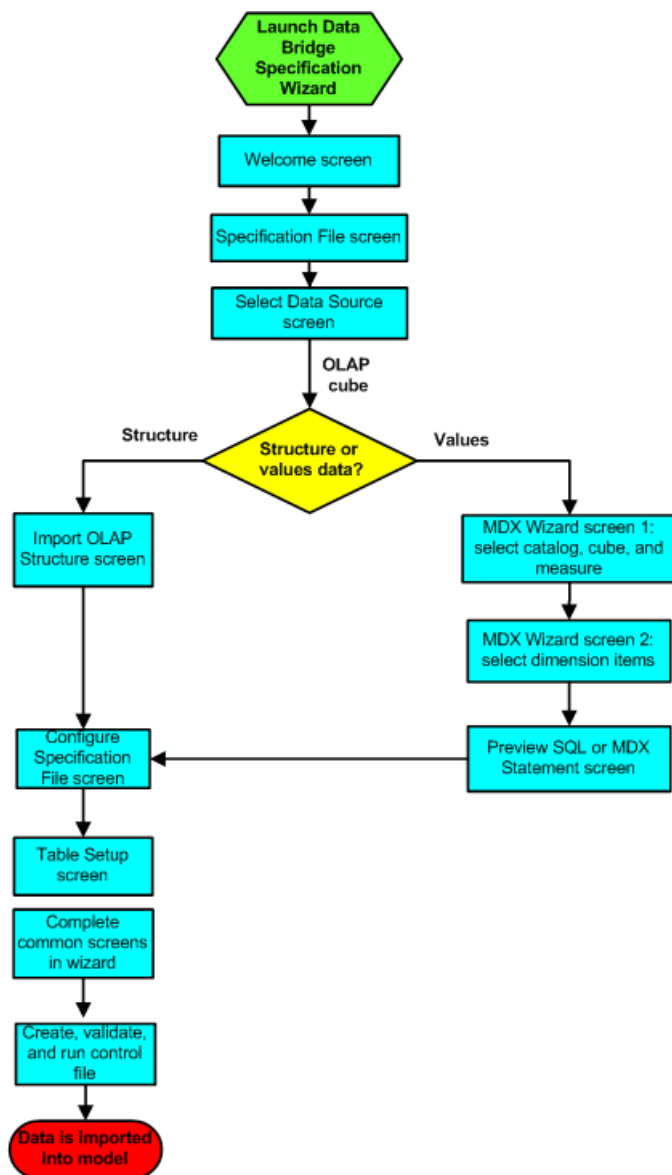 Launch Data
Bridge
Specification
Wizard
Welcome screen
Specification File screen
Select Data Source
screen
OLAP
cube
Structure
Structure or
values data?
Values
Import OLAP
Structure screen
MDX Wizard screen 1:
select catalog, cube, and
measure
MDX Wizard screen 2:
select dimension items
Preview SQL or MDX
Statement screen
Configure
Specification
File screen
Table Setup
screen
Complete
common screens
in wizard
Create, validate,
and run control
file
Data is imported
into model